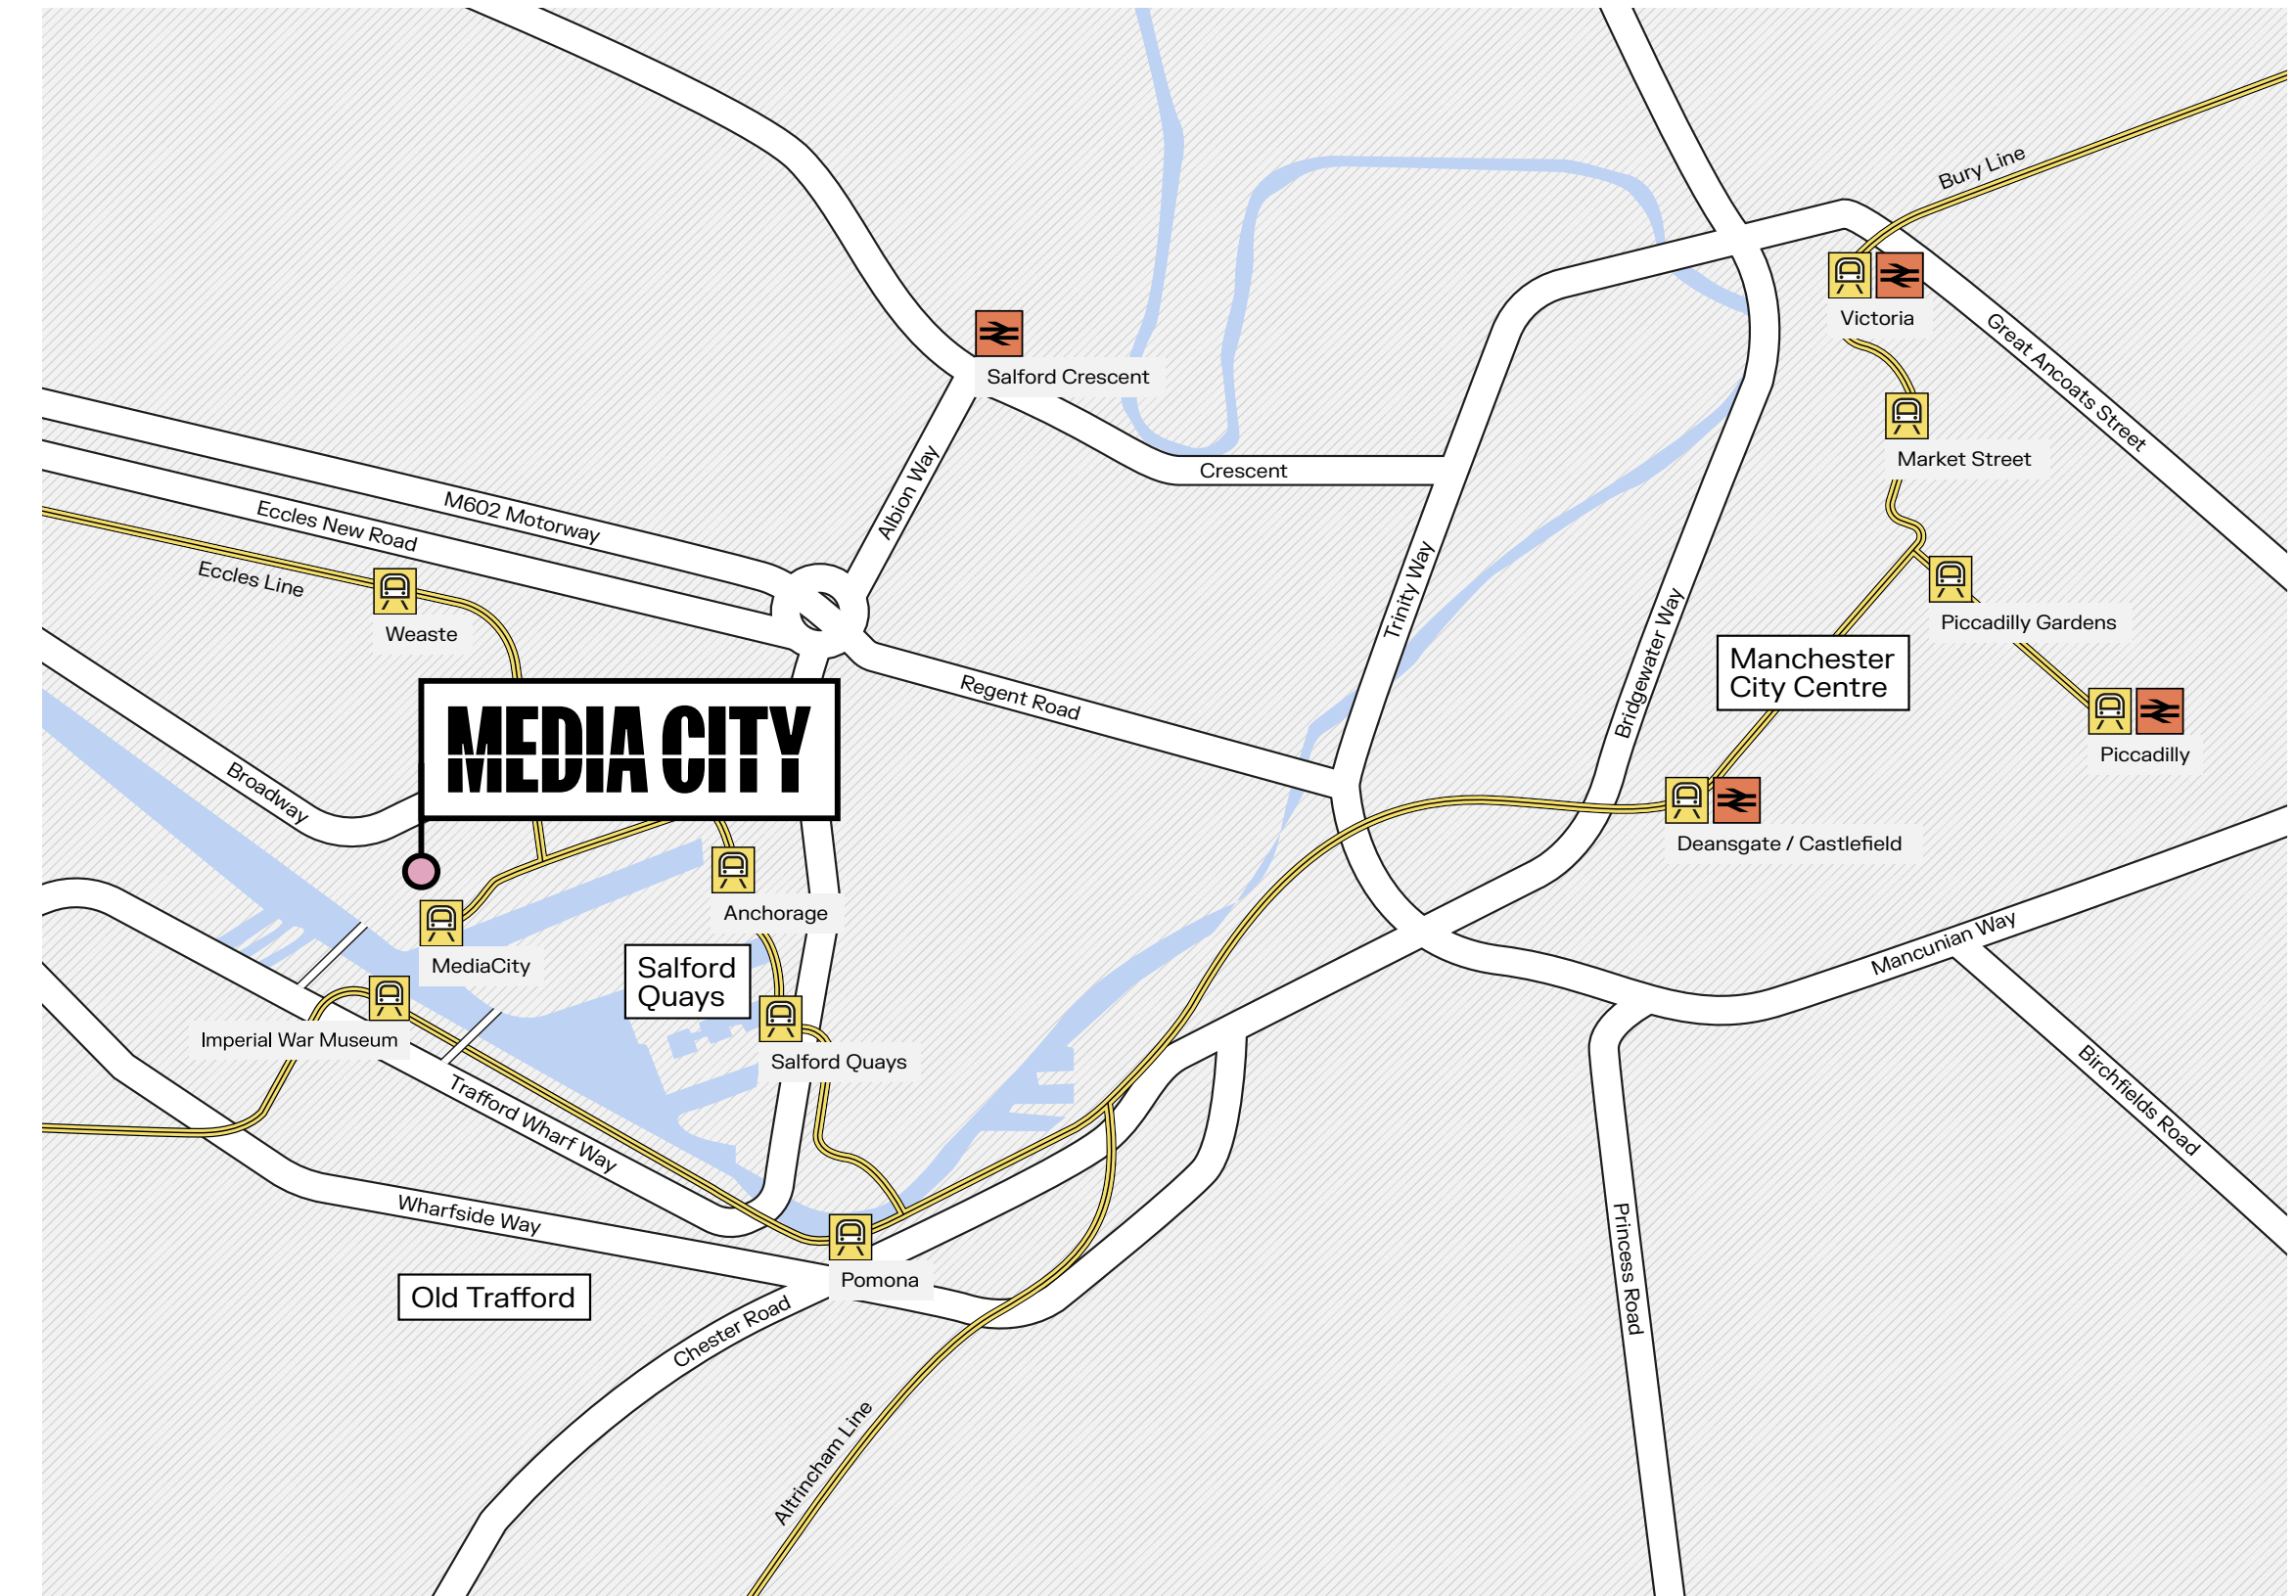 Bury Line
Victoria
Great Ancoats Street
Salford Crescent
Market Street
Crescent
Albion Way
M602 Motorway
Eccles New Road
Eccles Line
Weaste
Trinity Way
Bridgewater Way
Piccadilly Gardens
Manchester
City Centre
Regent Road
MEDIA CITY
Piccadilly
Broadway
Deansgate / Castlefield
Anchorage
Mancunian Way
MediaCity
Salford
Quays
Imperial War Museum
Salford Quays
Trafford Wharf Way
Birchfields Road
Wharfside Way
Princess Road
Pomona
Old Trafford
Chester Road
Altrincham Line